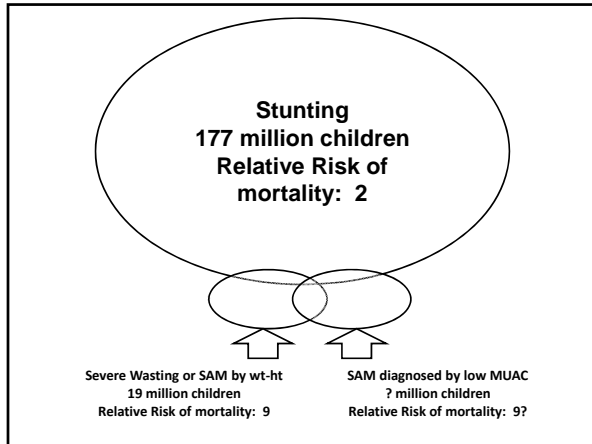 Stunting
177 million children
Relative Risk of
mortality: 2
Severe Wasting or SAM by wt-ht
19 million children
Relative Risk of mortality: 9
SAM diagnosed by low MUAC
? million children
Relative Risk of mortality: 9?